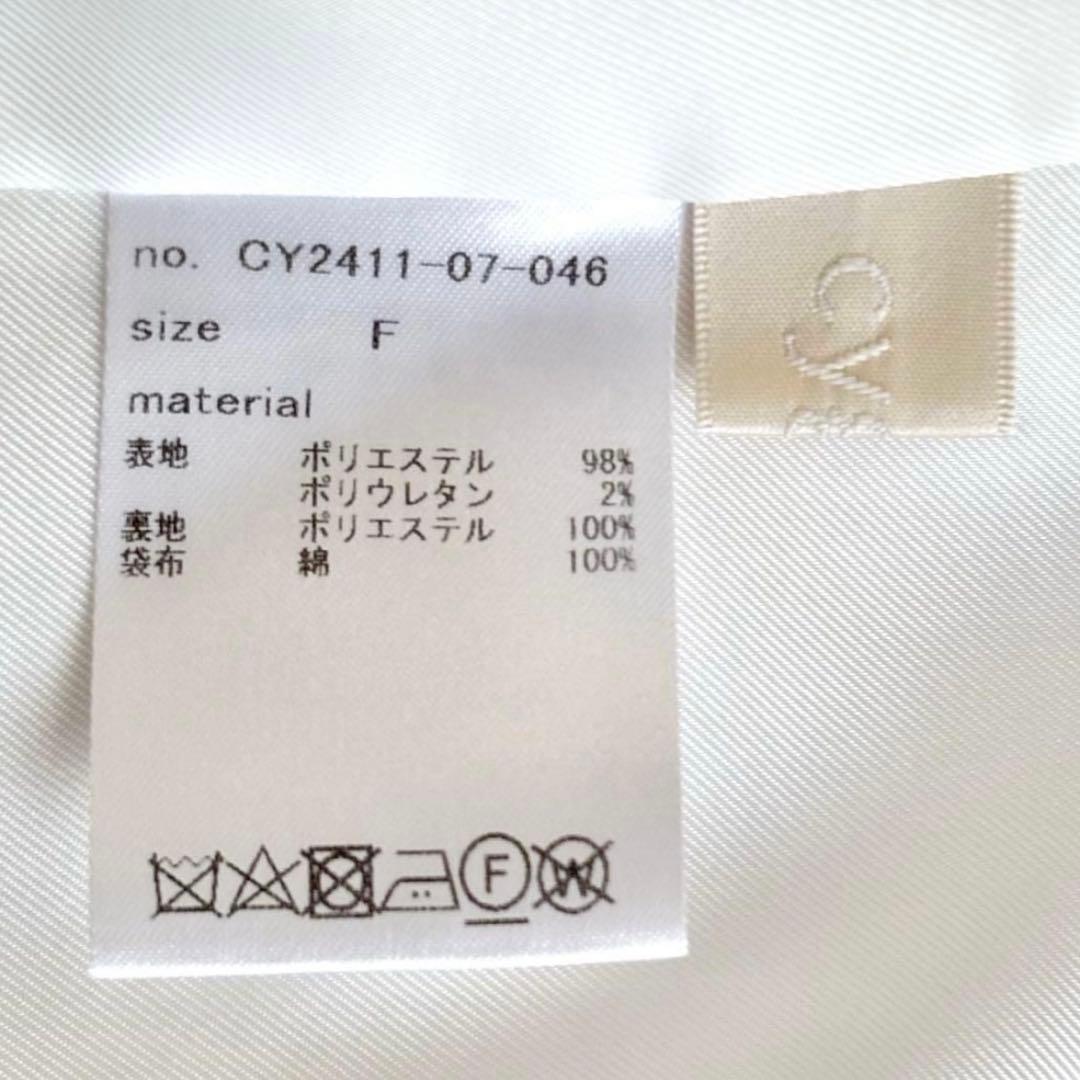 no. CY2411-07-046
size F
material
表地 ポリエステル 98%
ポリウレタン 2%
裏地 ポリエステル 100%
袋布 綿 100%
F
W
Cy